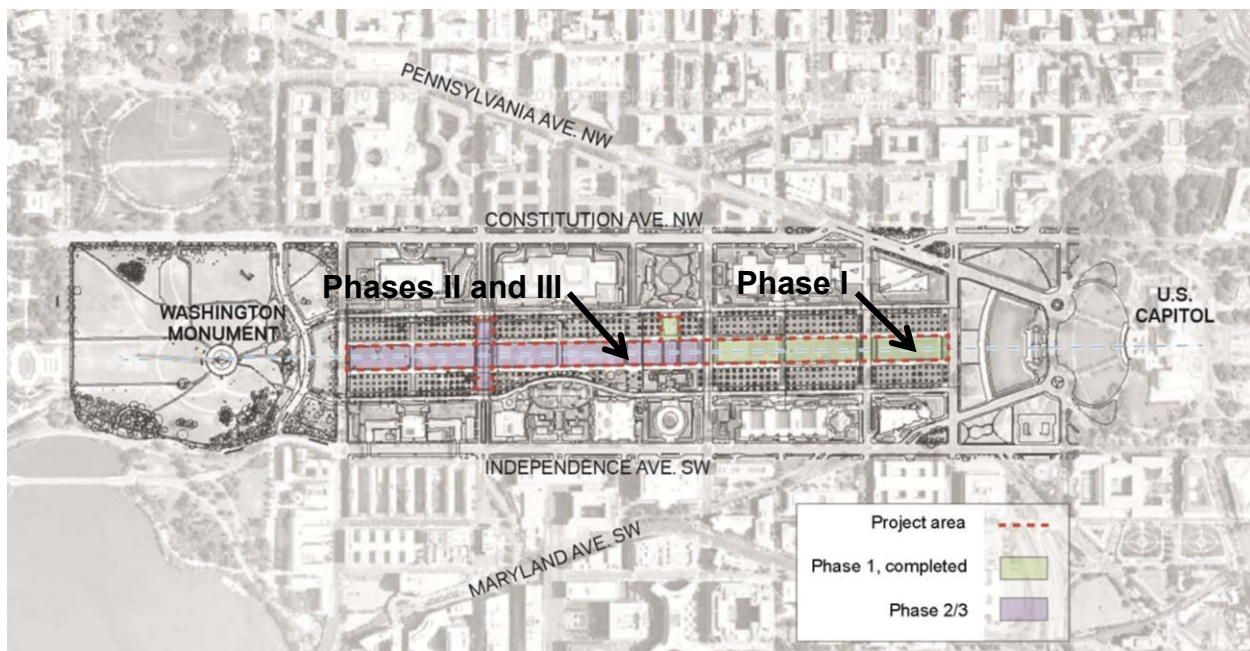 PENNSYLVANIA AVE. NW
CONSTITUTION AVE. NW
Phases II and III
Phase I
WASHINGTON
MONUMENT
U.S.
CAPITOL
INDEPENDENCE AVE. SW
MARYLAND AVE. SW
Project area
Phase 1, completed
Phase 2/3